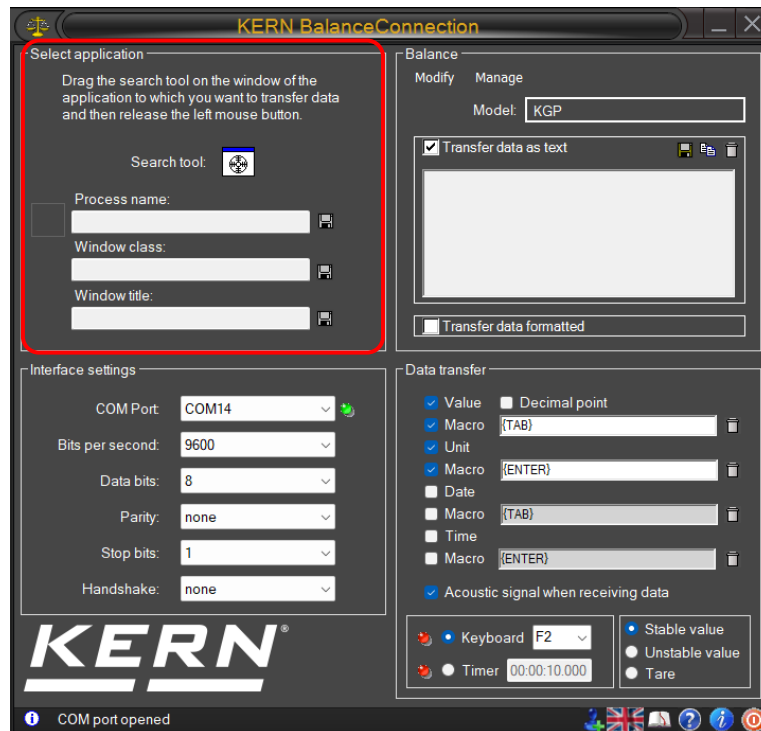 KERN BalanceConnection
Select application
Drag the search tool on the window of the
application to which you want to transfer data
and then release the left mouse button.
Search tool:
Process name:
Window class:
Window title:
Balance
Modify Manage
Model: KGP
Transfer data as text
Transfer data formatted
Interface settings
COM Port: COM14
Bits per second: 9600
Data bits: 8
Parity: none
Stop bits: 1
Handshake: none
Data transfer
Value Decimal point
Macro {TAB}
Unit
Macro {ENTER}
Date
Macro {TAB}
Time
Macro {ENTER}
Acoustic signal when receiving data
Keyboard F2
Timer 00:00:10.000
Stable value
Unstable value
Tare
KERN®
COM port opened